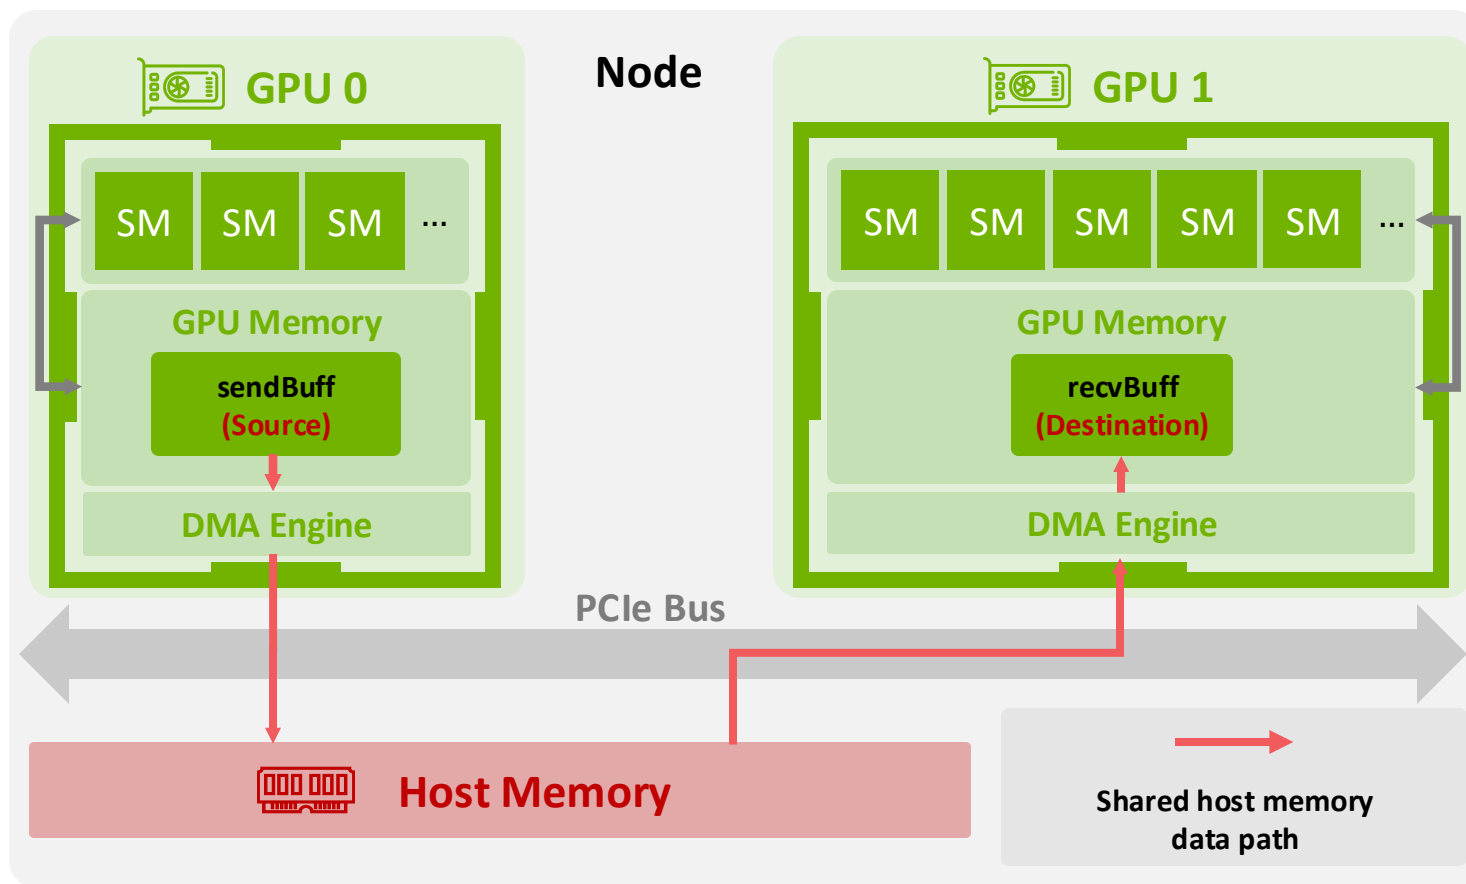 Node
GPU 0
SM SM SM ...
GPU Memory
sendBuff
(Source)
DMA Engine
GPU 1
SM SM SM SM SM ...
GPU Memory
recvBuff
(Destination)
DMA Engine
PCIe Bus
Host Memory
Shared host memory
data path